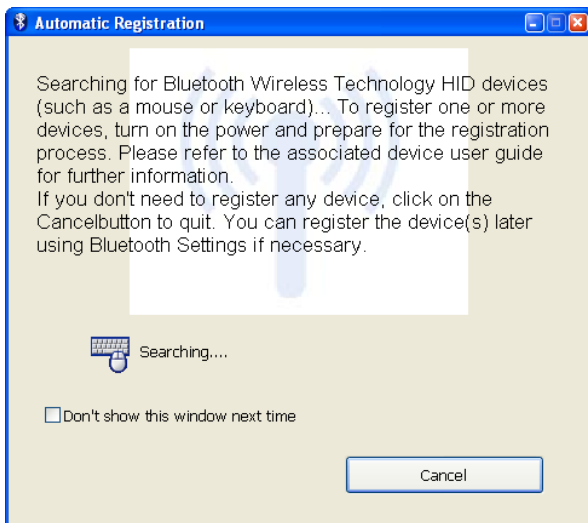 Automatic Registration
Searching for Bluetooth Wireless Technology HID devices
(such as a mouse or keyboard)... To register one or more
devices, turn on the power and prepare for the registration
process. Please refer to the associated device user guide
for further information.
If you don't need to register any device, click on the
Cancelbutton to quit. You can register the device(s) later
using Bluetooth Settings if necessary.
Searching....
Don't show this window next time
Cancel